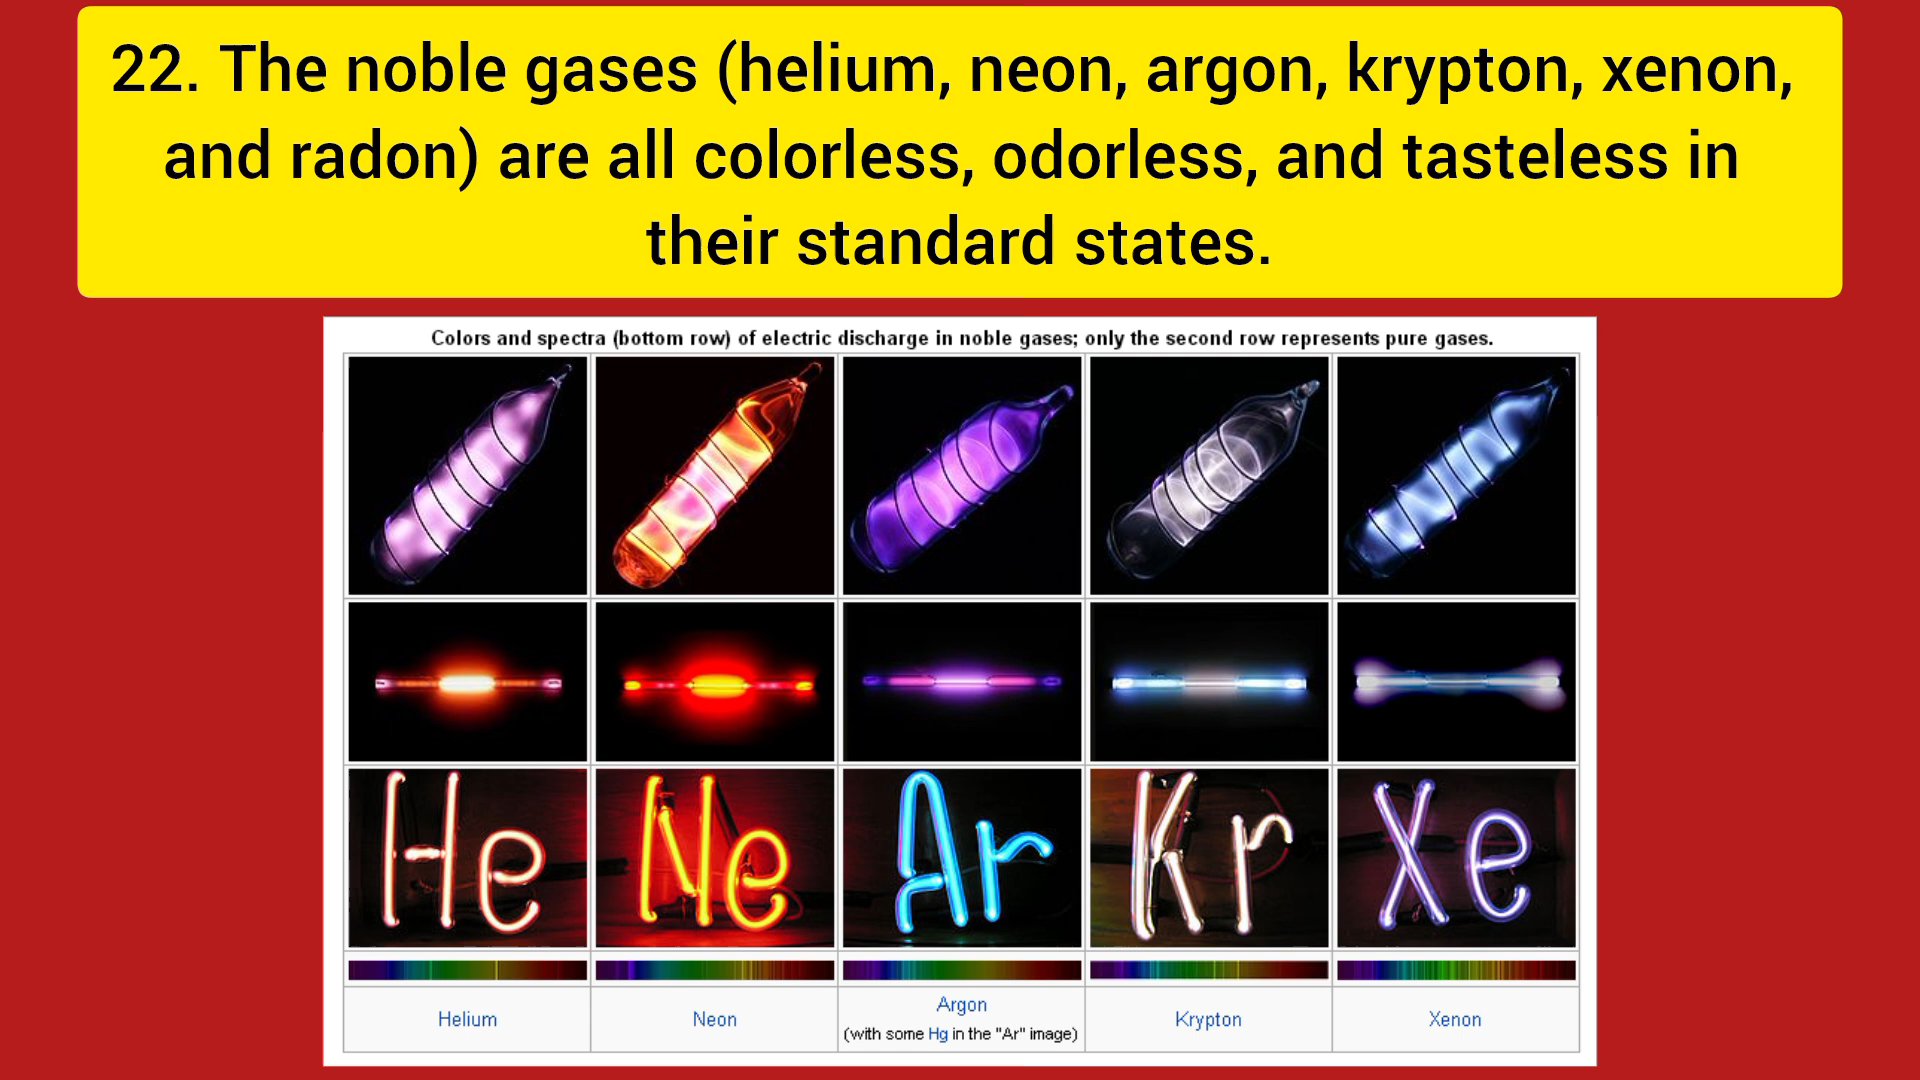 22. The noble gases (helium, neon, argon, krypton, xenon,
and radon) are all colorless, odorless, and tasteless in
their standard states.
Colors and spectra (bottom row) of electric discharge in noble gases; only the second row represents pure gases.
He Ne Ar Kr Xe
Helium
Neon
Argon
(with some Hg in the "Ar" image)
Krypton
Xenon